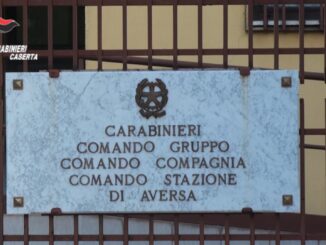 CARABINIERI
CASERTA
CARABINIERI
COMANDO GRUPPO
COMANDO COMPAGNIA
COMANDO STAZIONE
DI AVERSA